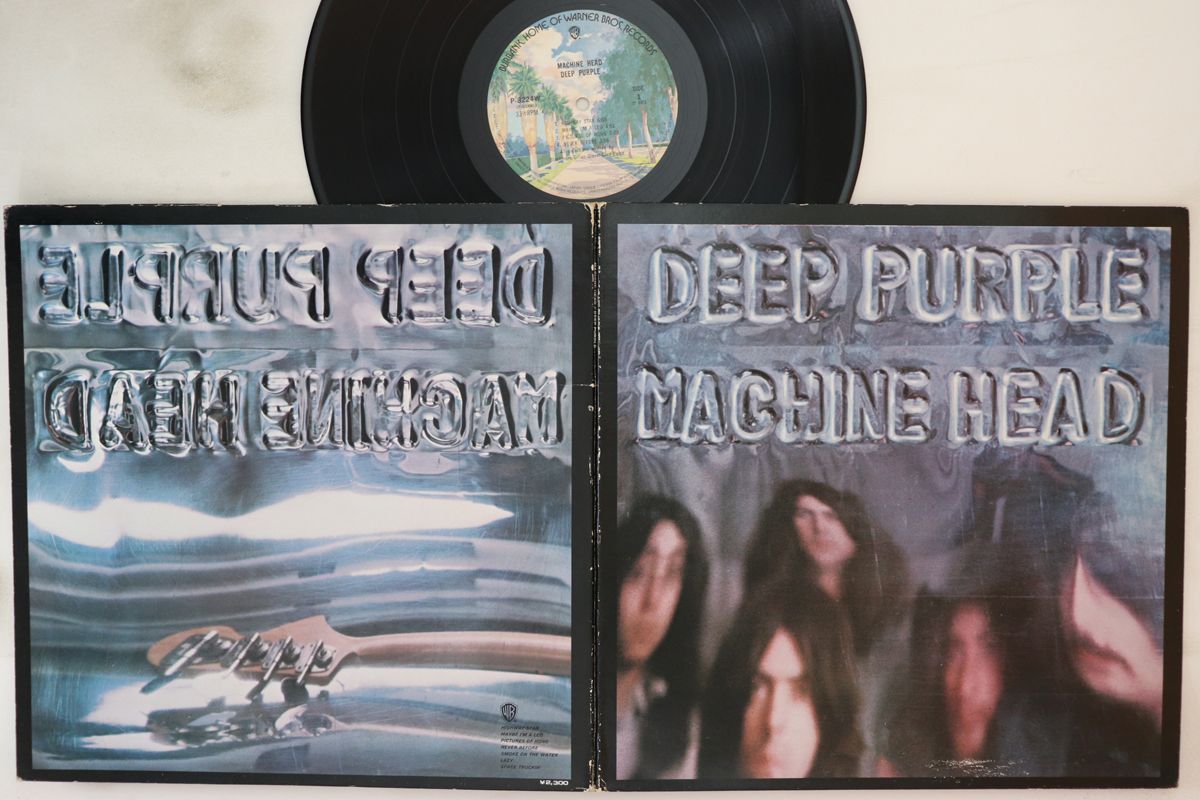 BURBANK, HOME OF WARNER BROS. RECORDS
MACHINE HEAD
DEEP PURPLE
P-8224W
SIDE
1
DEEP PURPLE
MACHINE HEAD
DEEP PURPLE
MACHINE HEAD
HIGHWAY STAR
MAYBE I'M A LEO
PICTURES OF HOME
NEVER BEFORE
SMOKE ON THE WATER
LAZY
SPACE TRUCKIN'
¥2,300